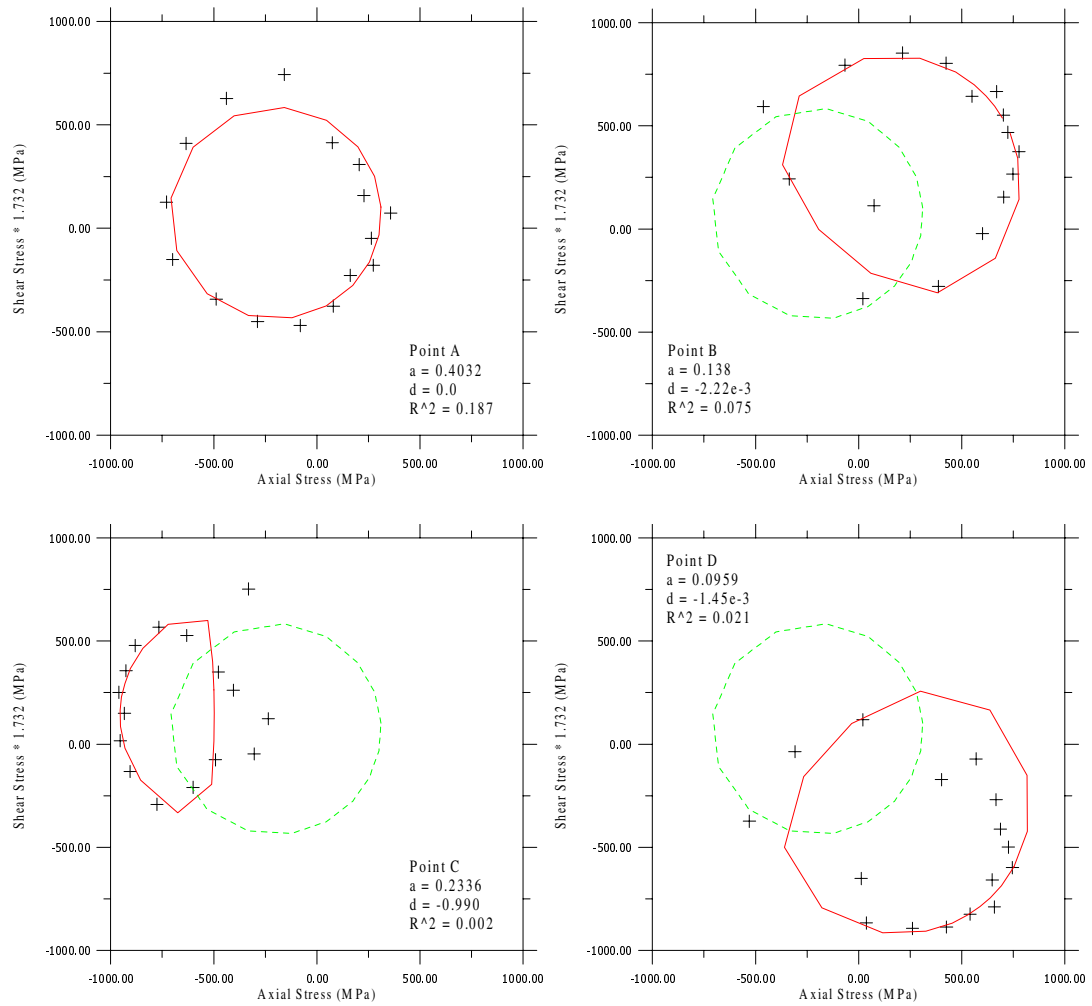 1000.00
500.00
0.00
-500.00
-1000.00
Shear Stress * 1.732 (MPa)
Point A
a = 0.4032
d = 0.0
R^2 = 0.187
-1000.00 -500.00 0.00 500.00 1000.00
Axial Stress (MPa)
1000.00
500.00
0.00
-500.00
-1000.00
Shear Stress * 1.732 (MPa)
Point B
a = 0.138
d = -2.22e-3
R^2 = 0.075
-1000.00 -500.00 0.00 500.00 1000.00
Axial Stress (MPa)
1000.00
500.00
0.00
-500.00
-1000.00
Shear Stress * 1.732 (MPa)
Point C
a = 0.2336
d = -0.990
R^2 = 0.002
-1000.00 -500.00 0.00 500.00 1000.00
Axial Stress (MPa)
1000.00
500.00
0.00
-500.00
-1000.00
Shear Stress * 1.732 (MPa)
Point D
a = 0.0959
d = -1.45e-3
R^2 = 0.021
-1000.00 -500.00 0.00 500.00 1000.00
Axial Stress (MPa)